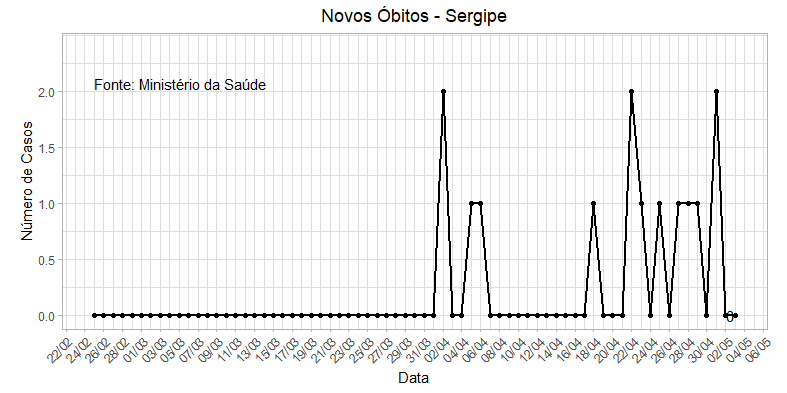 Novos Óbitos - Sergipe
Fonte: Ministério da Saúde
Número de Casos
2.0
1.5
1.0
0.5
0.0
0
22/02 24/02 26/02 28/02 01/03 03/03 05/03 07/03 09/03 11/03 13/03 15/03 17/03 19/03 21/03 23/03 25/03 27/03 29/03 31/03 02/04 04/04 06/04 08/04 10/04 12/04 14/04 16/04 18/04 20/04 22/04 24/04 26/04 28/04 30/04 02/05 04/05 06/05
Data